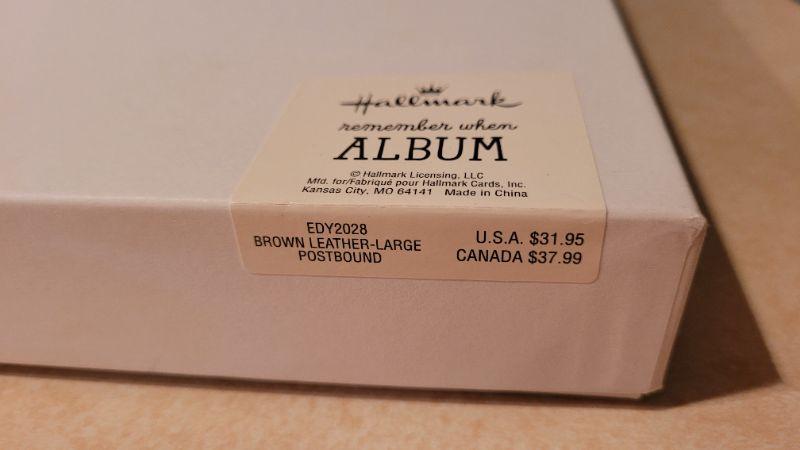 Hallmark
remember when
ALBUM
© Hallmark Licensing, LLC
Mfd. for/Fabriqué pour Hallmark Cards, Inc.
Kansas City, MO 64141 Made in China
EDY2028
BROWN LEATHER-LARGE
POSTBOUND
U.S.A. $31.95
CANADA $37.99